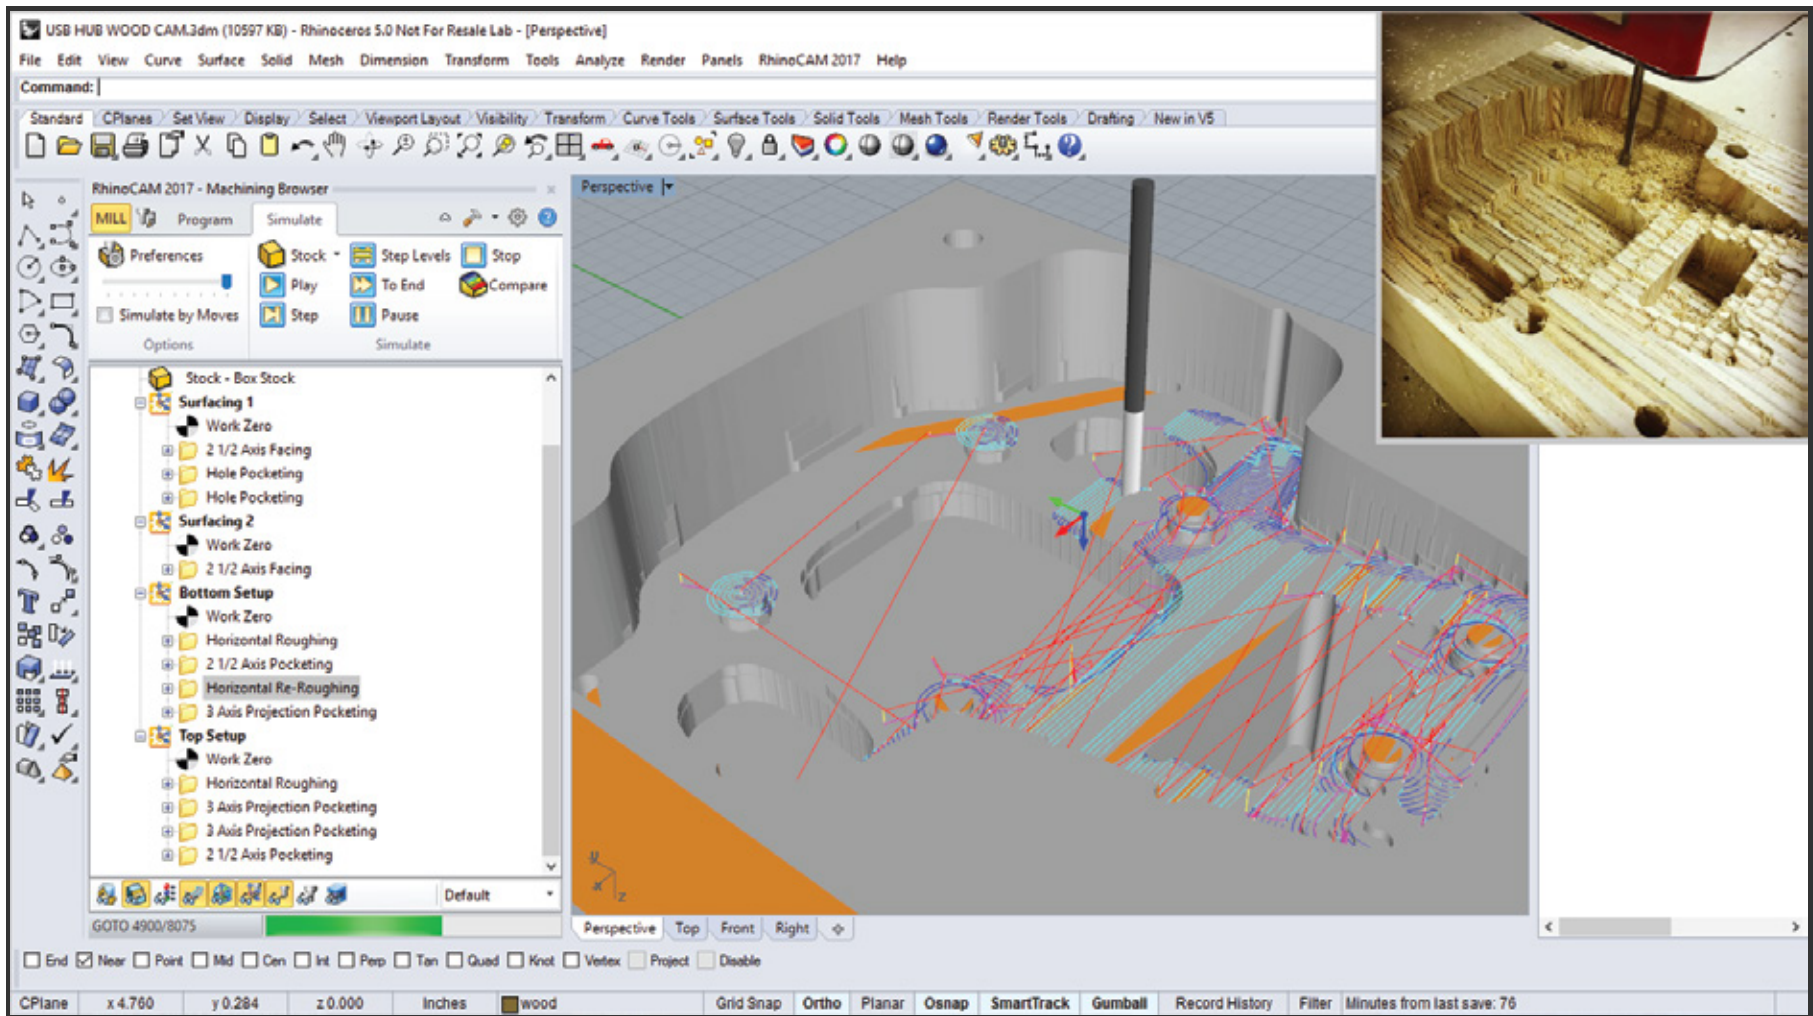 USB HUB WOOD CAM.3dm (10597 KB) - Rhinoceros 5.0 Not For Resale Lab - [Perspective]
File Edit View Curve Surface Solid Mesh Dimension Transform Tools Analyze Render Panels RhinoCAM 2017 Help
Command:
Standard CPlanes Set View Display Select Viewport Layout Visibility Transform Curve Tools Surface Tools Solid Tools Mesh Tools Render Tools Drafting New in V5
RhinoCAM 2017 - Machining Browser
MILL Program Simulate
Preferences Stock Step Levels Stop
Play To End Compare
Simulate by Moves Step Pause
Options Simulate
Stock - Box Stock
Surfacing 1
Work Zero
2 1/2 Axis Facing
Hole Pocketing
Hole Pocketing
Surfacing 2
Work Zero
2 1/2 Axis Facing
Bottom Setup
Work Zero
Horizontal Roughing
2 1/2 Axis Pocketing
Horizontal Re-Roughing
3 Axis Projection Pocketing
Top Setup
Work Zero
Horizontal Roughing
3 Axis Projection Pocketing
3 Axis Projection Pocketing
2 1/2 Axis Pocketing
Default
GOTO 4900/8075
Perspective
y
x
z
Perspective Top Front Right
End Near Point Mid Cen Int Perp Tan Quad Knot Vertex Project Disable
CPlane x 4.760 y 0.284 z 0.000 Inches wood Grid Snap Ortho Planar Osnap SmartTrack Gumball Record History Filter Minutes from last save: 76